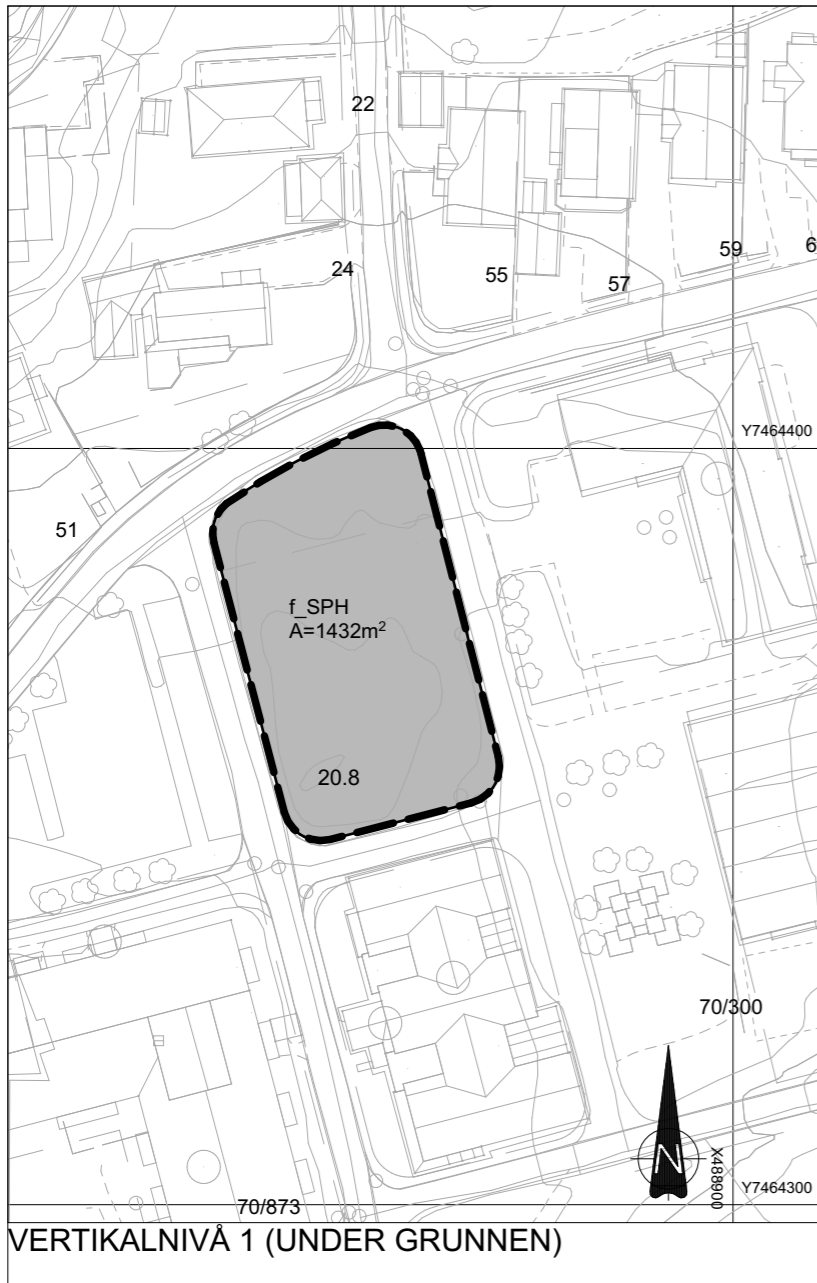 22
24
55
57
59
6
Y7464400
51
f_SPH
A=1432m²
20.8
70/300
N
X488900
Y7464300
70/873
VERTIKALNIVÅ 1 (UNDER GRUNNEN)